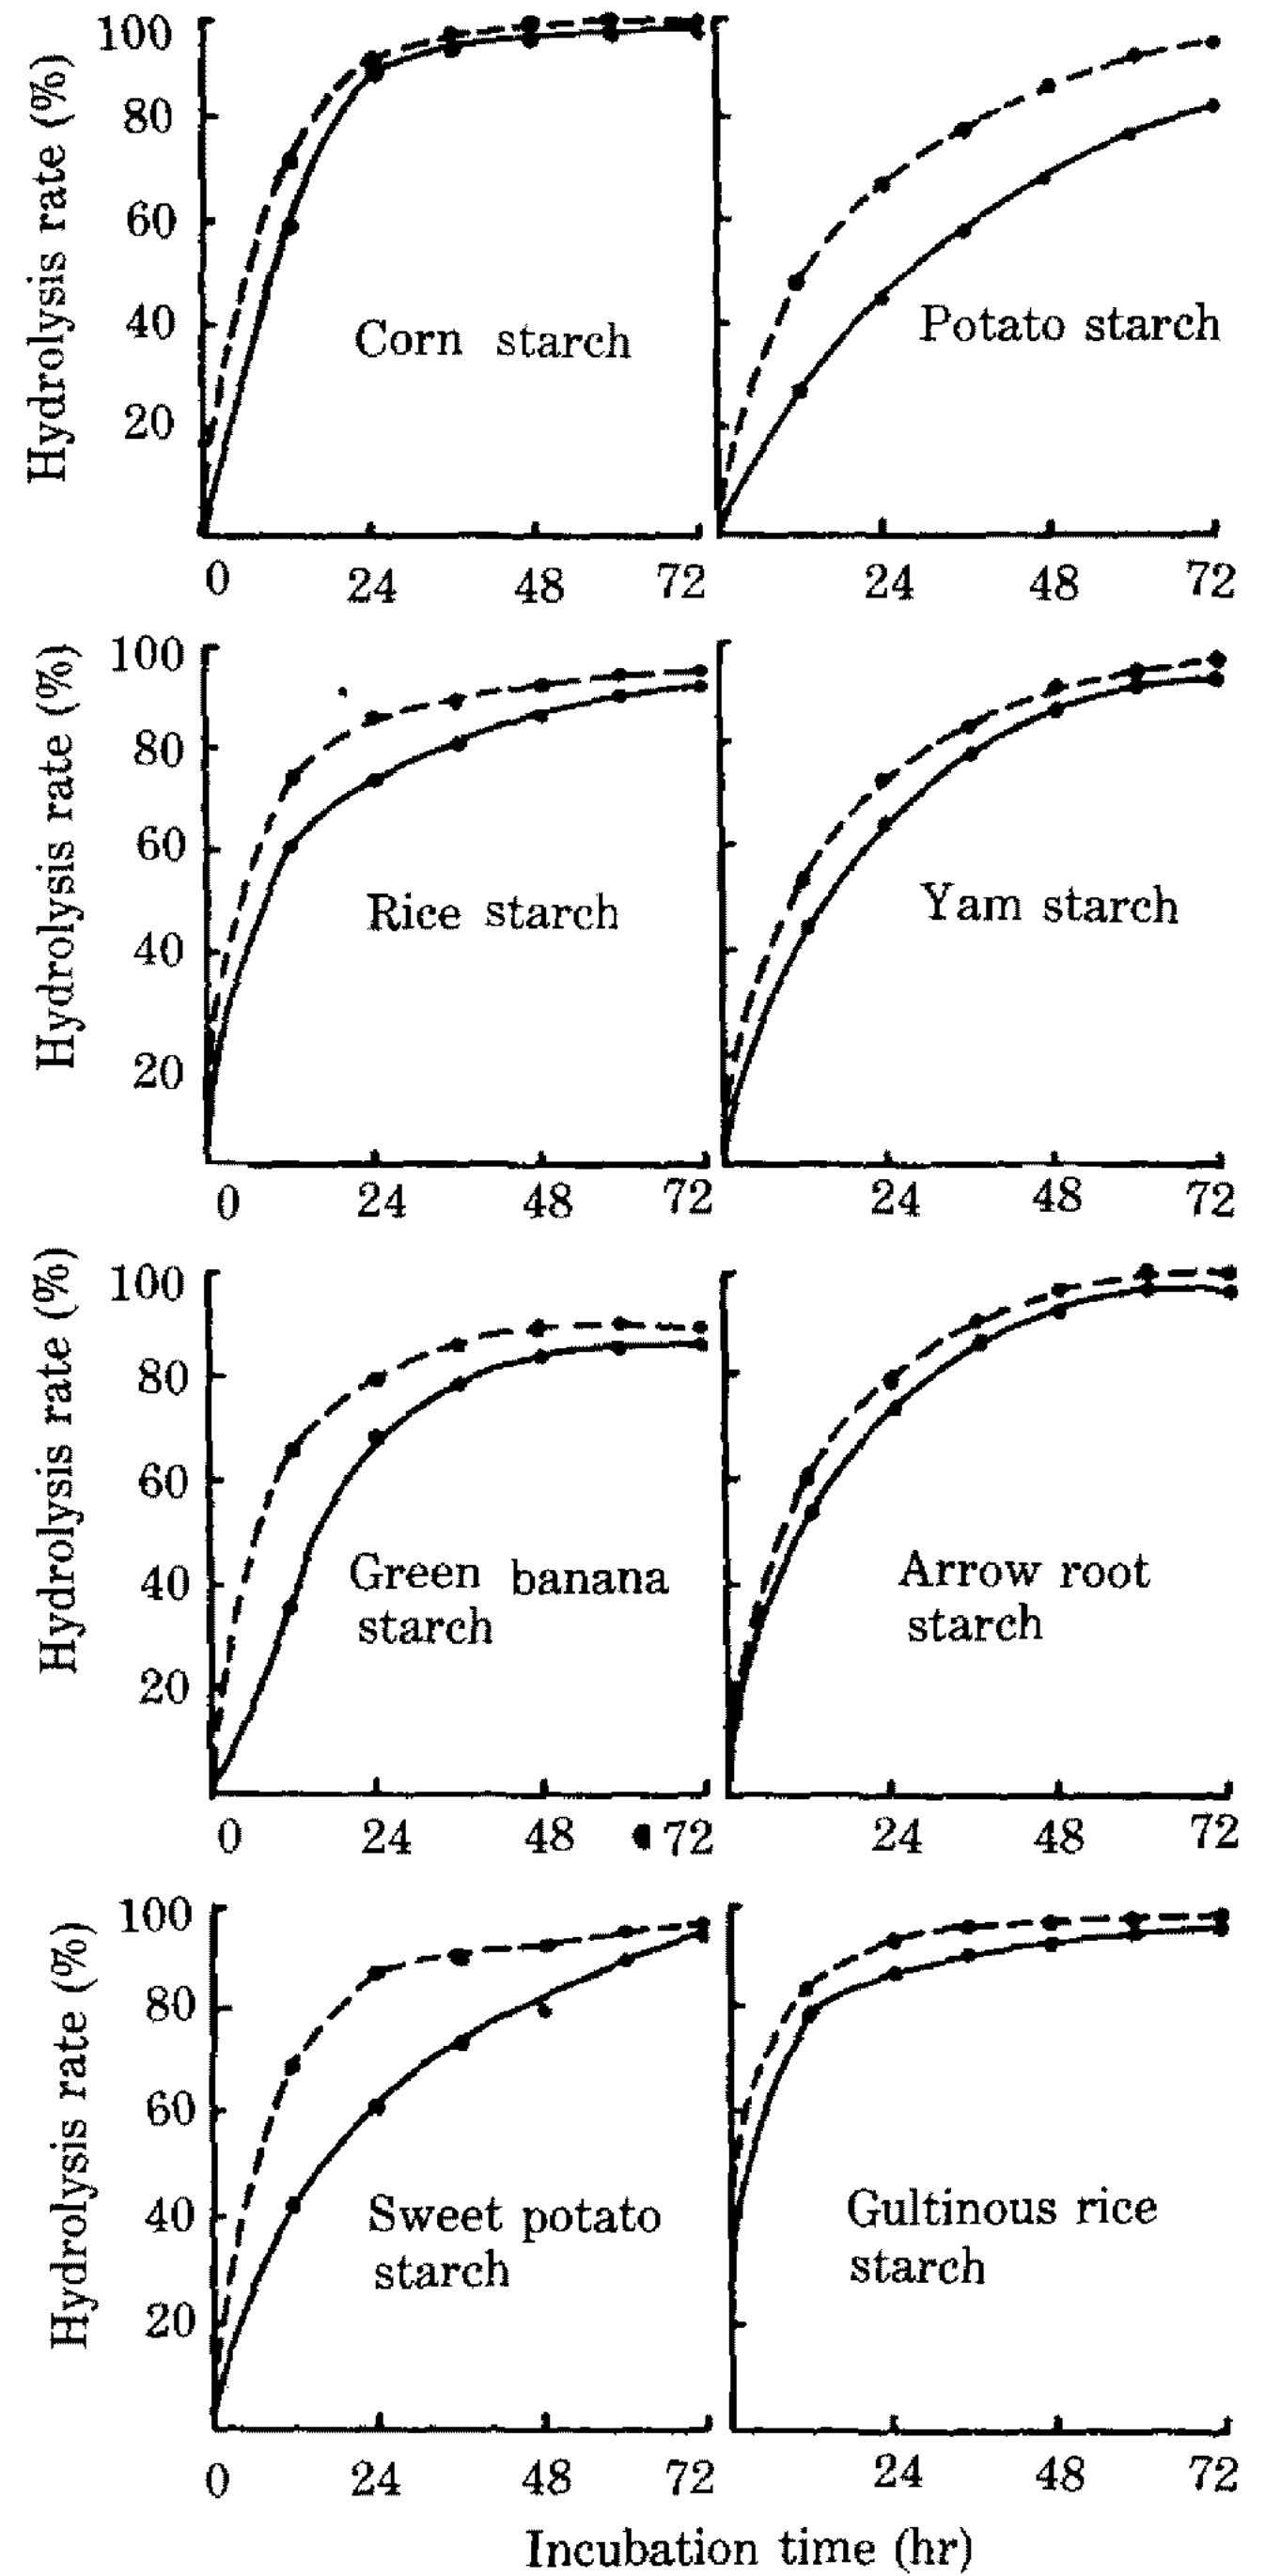 Hydrolysis rate (%)
100
80
60
40
20
Corn starch
Potato starch
0 24 48 72
24 48 72
Hydrolysis rate (%)
100
80
60
40
20
Rice starch
Yam starch
0 24 48 72
24 48 72
Hydrolysis rate (%)
100
80
60
40
20
Green banana
starch
Arrow root
starch
0 24 48 72
24 48 72
Hydrolysis rate (%)
100
80
60
40
20
Sweet potato
starch
Gultinous rice
starch
0 24 48 72
24 48 72
Incubation time (hr)